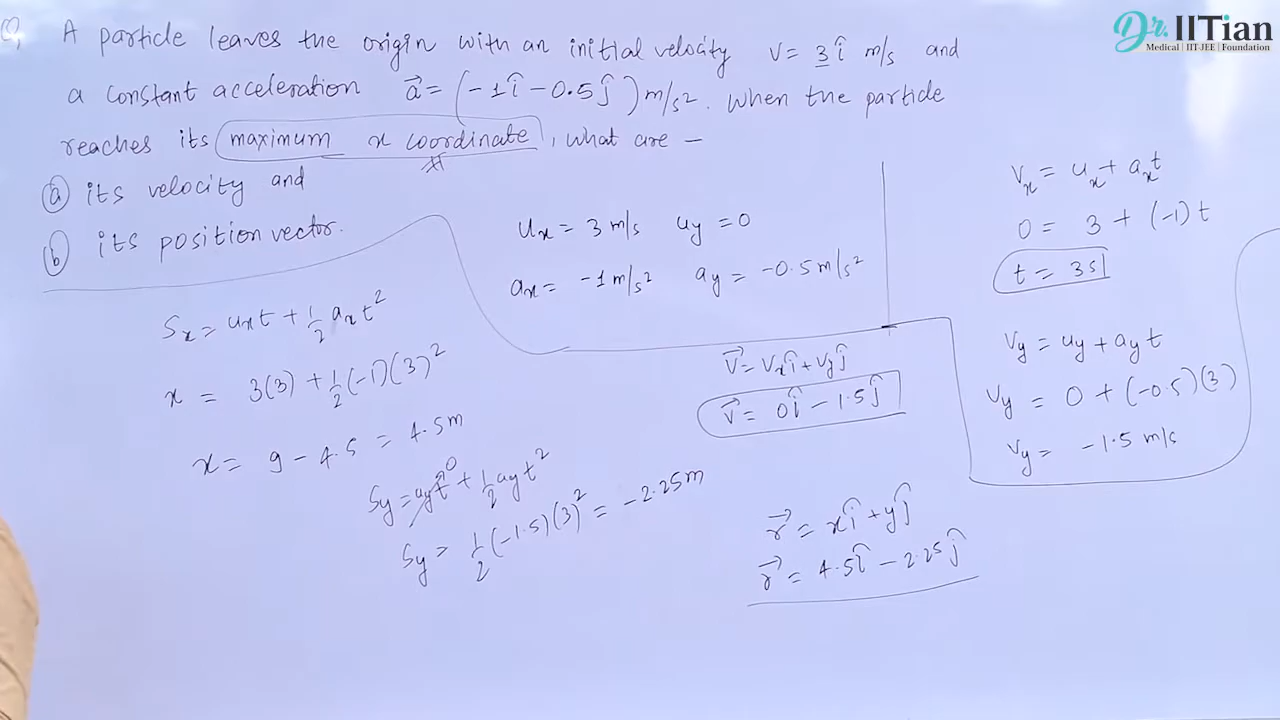 Dr. IITian
Medical | IIT-JEE | Foundation
Q, A particle leaves the origin with an initial velocity v = 3î m/s and
a constant acceleration a⃗ = (-1î - 0.5ĵ) m/s². When the particle
reaches its maximum x coordinate, what are –
(a) its velocity and
(b) its position vector.
ux = 3 m/s uy = 0
ax = -1 m/s² ay = -0.5 m/s²
vx = ux + axt
0 = 3 + (-1) t
t = 3s
vy = uy + ayt
vy = 0 + (-0.5)(3)
vy = -1.5 m/s
v⃗ = vxî + vyĵ
v⃗ = 0î - 1.5ĵ
Sx = uxt + 1/2 axt²
x = 3(3) + 1/2 (-1)(3)²
x = 9 - 4.5 = 4.5m
Sy = uyt⁰ + 1/2 ayt²
Sy = 1/2 (-1.5)(3)² = -2.25m
r⃗ = xî + yĵ
r⃗ = 4.5î - 2.25ĵ